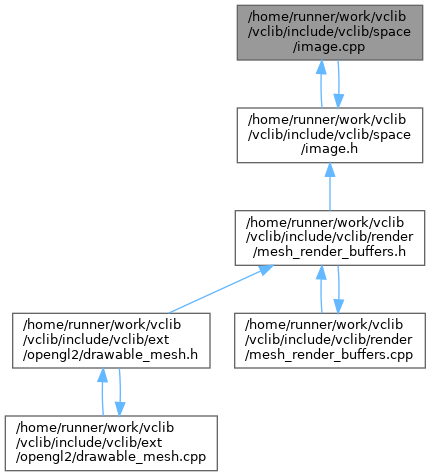 /home/runner/work/vclib
/vclib/include/vclib/space
/image.cpp
/home/runner/work/vclib
/vclib/include/vclib/space
/image.h
/home/runner/work/vclib
/vclib/include/vclib/render
/mesh_render_buffers.h
/home/runner/work/vclib
/vclib/include/vclib/ext
/opengl2/drawable_mesh.h
/home/runner/work/vclib
/vclib/include/vclib/render
/mesh_render_buffers.cpp
/home/runner/work/vclib
/vclib/include/vclib/ext
/opengl2/drawable_mesh.cpp